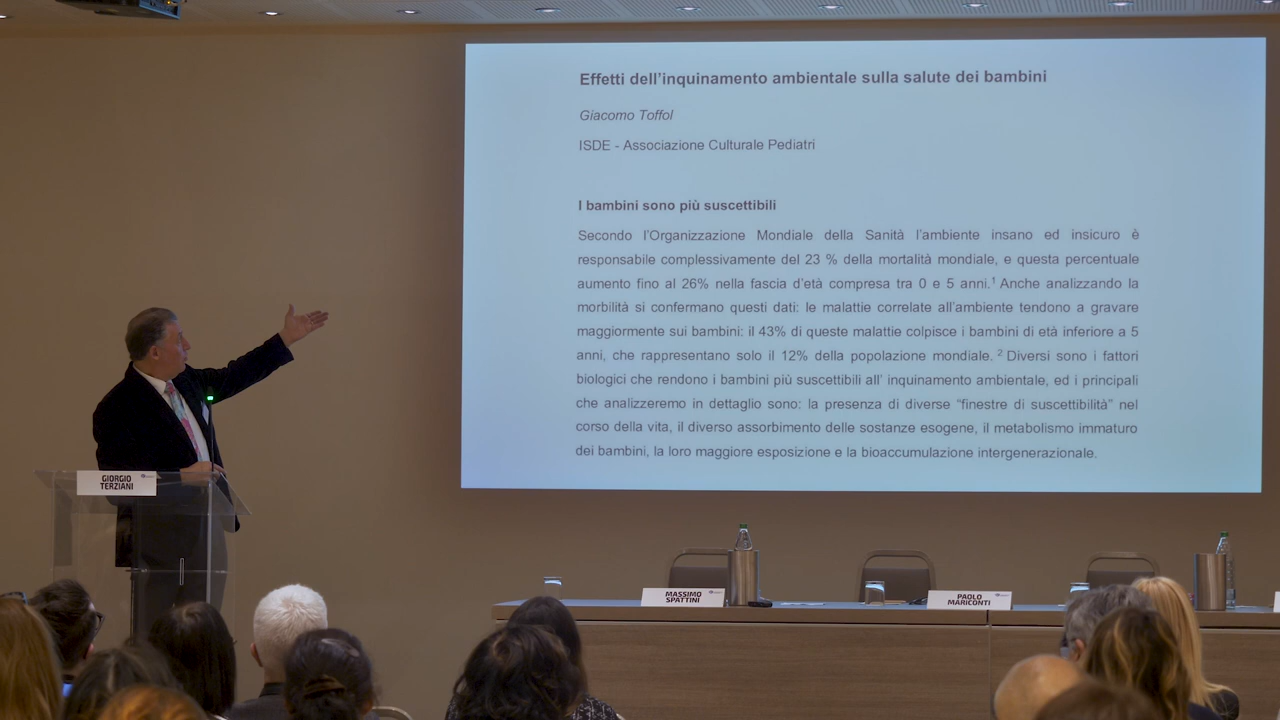 Effetti dell'inquinamento ambientale sulla salute dei bambini
Giacomo Toffol
ISDE - Associazione Culturale Pediatri
I bambini sono più suscettibili
Secondo l'Organizzazione Mondiale della Sanità l'ambiente insano ed insicuro è
responsabile complessivamente del 23 % della mortalità mondiale, e questa percentuale
aumento fino al 26% nella fascia d'età compresa tra 0 e 5 anni.¹ Anche analizzando la
morbilità si confermano questi dati: le malattie correlate all'ambiente tendono a gravare
maggiormente sui bambini: il 43% di queste malattie colpisce i bambini di età inferiore a 5
anni, che rappresentano solo il 12% della popolazione mondiale. ² Diversi sono i fattori
biologici che rendono i bambini più suscettibili all' inquinamento ambientale, ed i principali
che analizzeremo in dettaglio sono: la presenza di diverse "finestre di suscettibilità" nel
corso della vita, il diverso assorbimento delle sostanze esogene, il metabolismo immaturo
dei bambini, la loro maggiore esposizione e la bioaccumulazione intergenerazionale.
GIORGIO
TERZIANI
MASSIMO
SPATTINI
PAOLO
MARICONTI